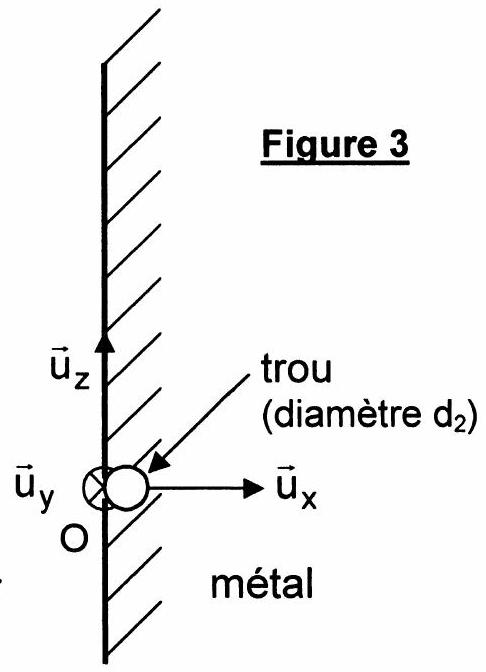 Figure 3
u⃗z
trou
(diamètre d₂)
u⃗y
u⃗x
O
métal